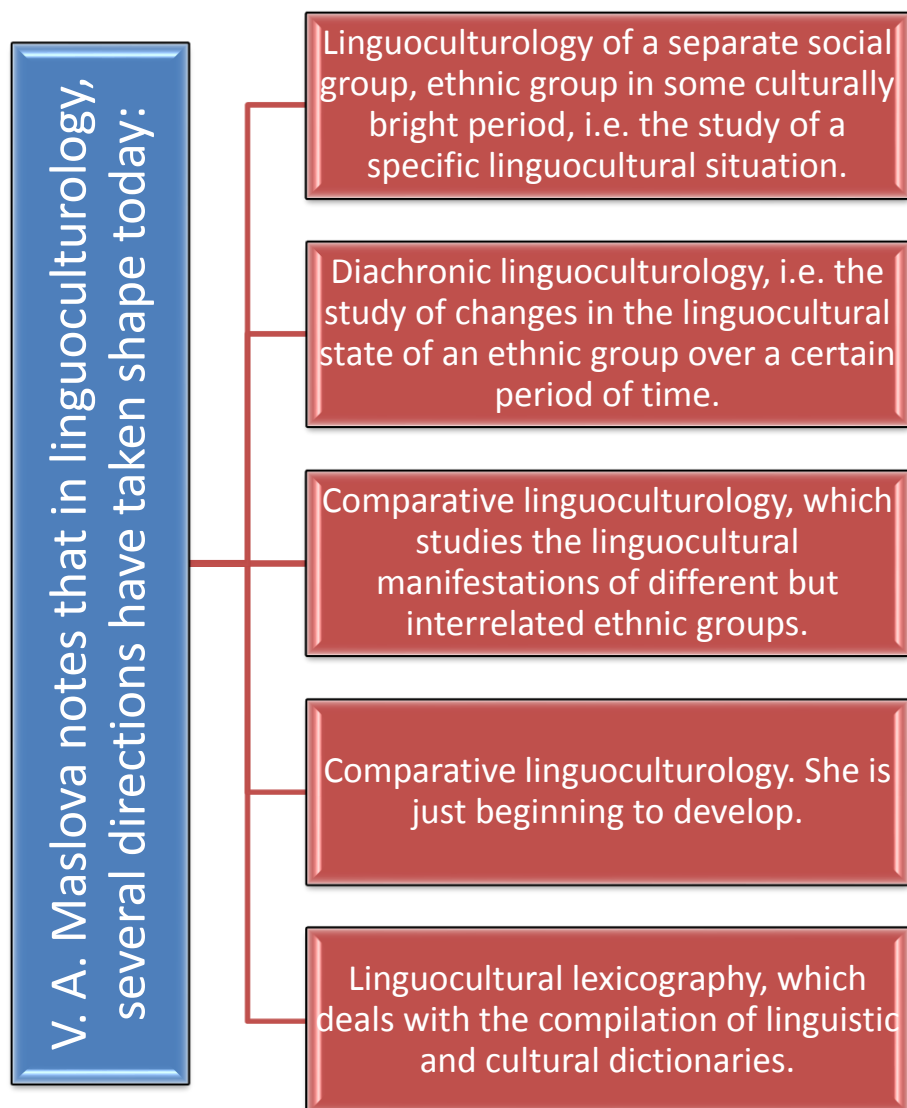 V. A. Maslova notes that in linguoculturology,
several directions have taken shape today:
Linguoculturology of a separate social
group, ethnic group in some culturally
bright period, i.e. the study of a
specific linguocultural situation.
Diachronic linguoculturology, i.e. the
study of changes in the linguocultural
state of an ethnic group over a certain
period of time.
Comparative linguoculturology, which
studies the linguocultural
manifestations of different but
interrelated ethnic groups.
Comparative linguoculturology. She is
just beginning to develop.
Linguocultural lexicography, which
deals with the compilation of linguistic
and cultural dictionaries.